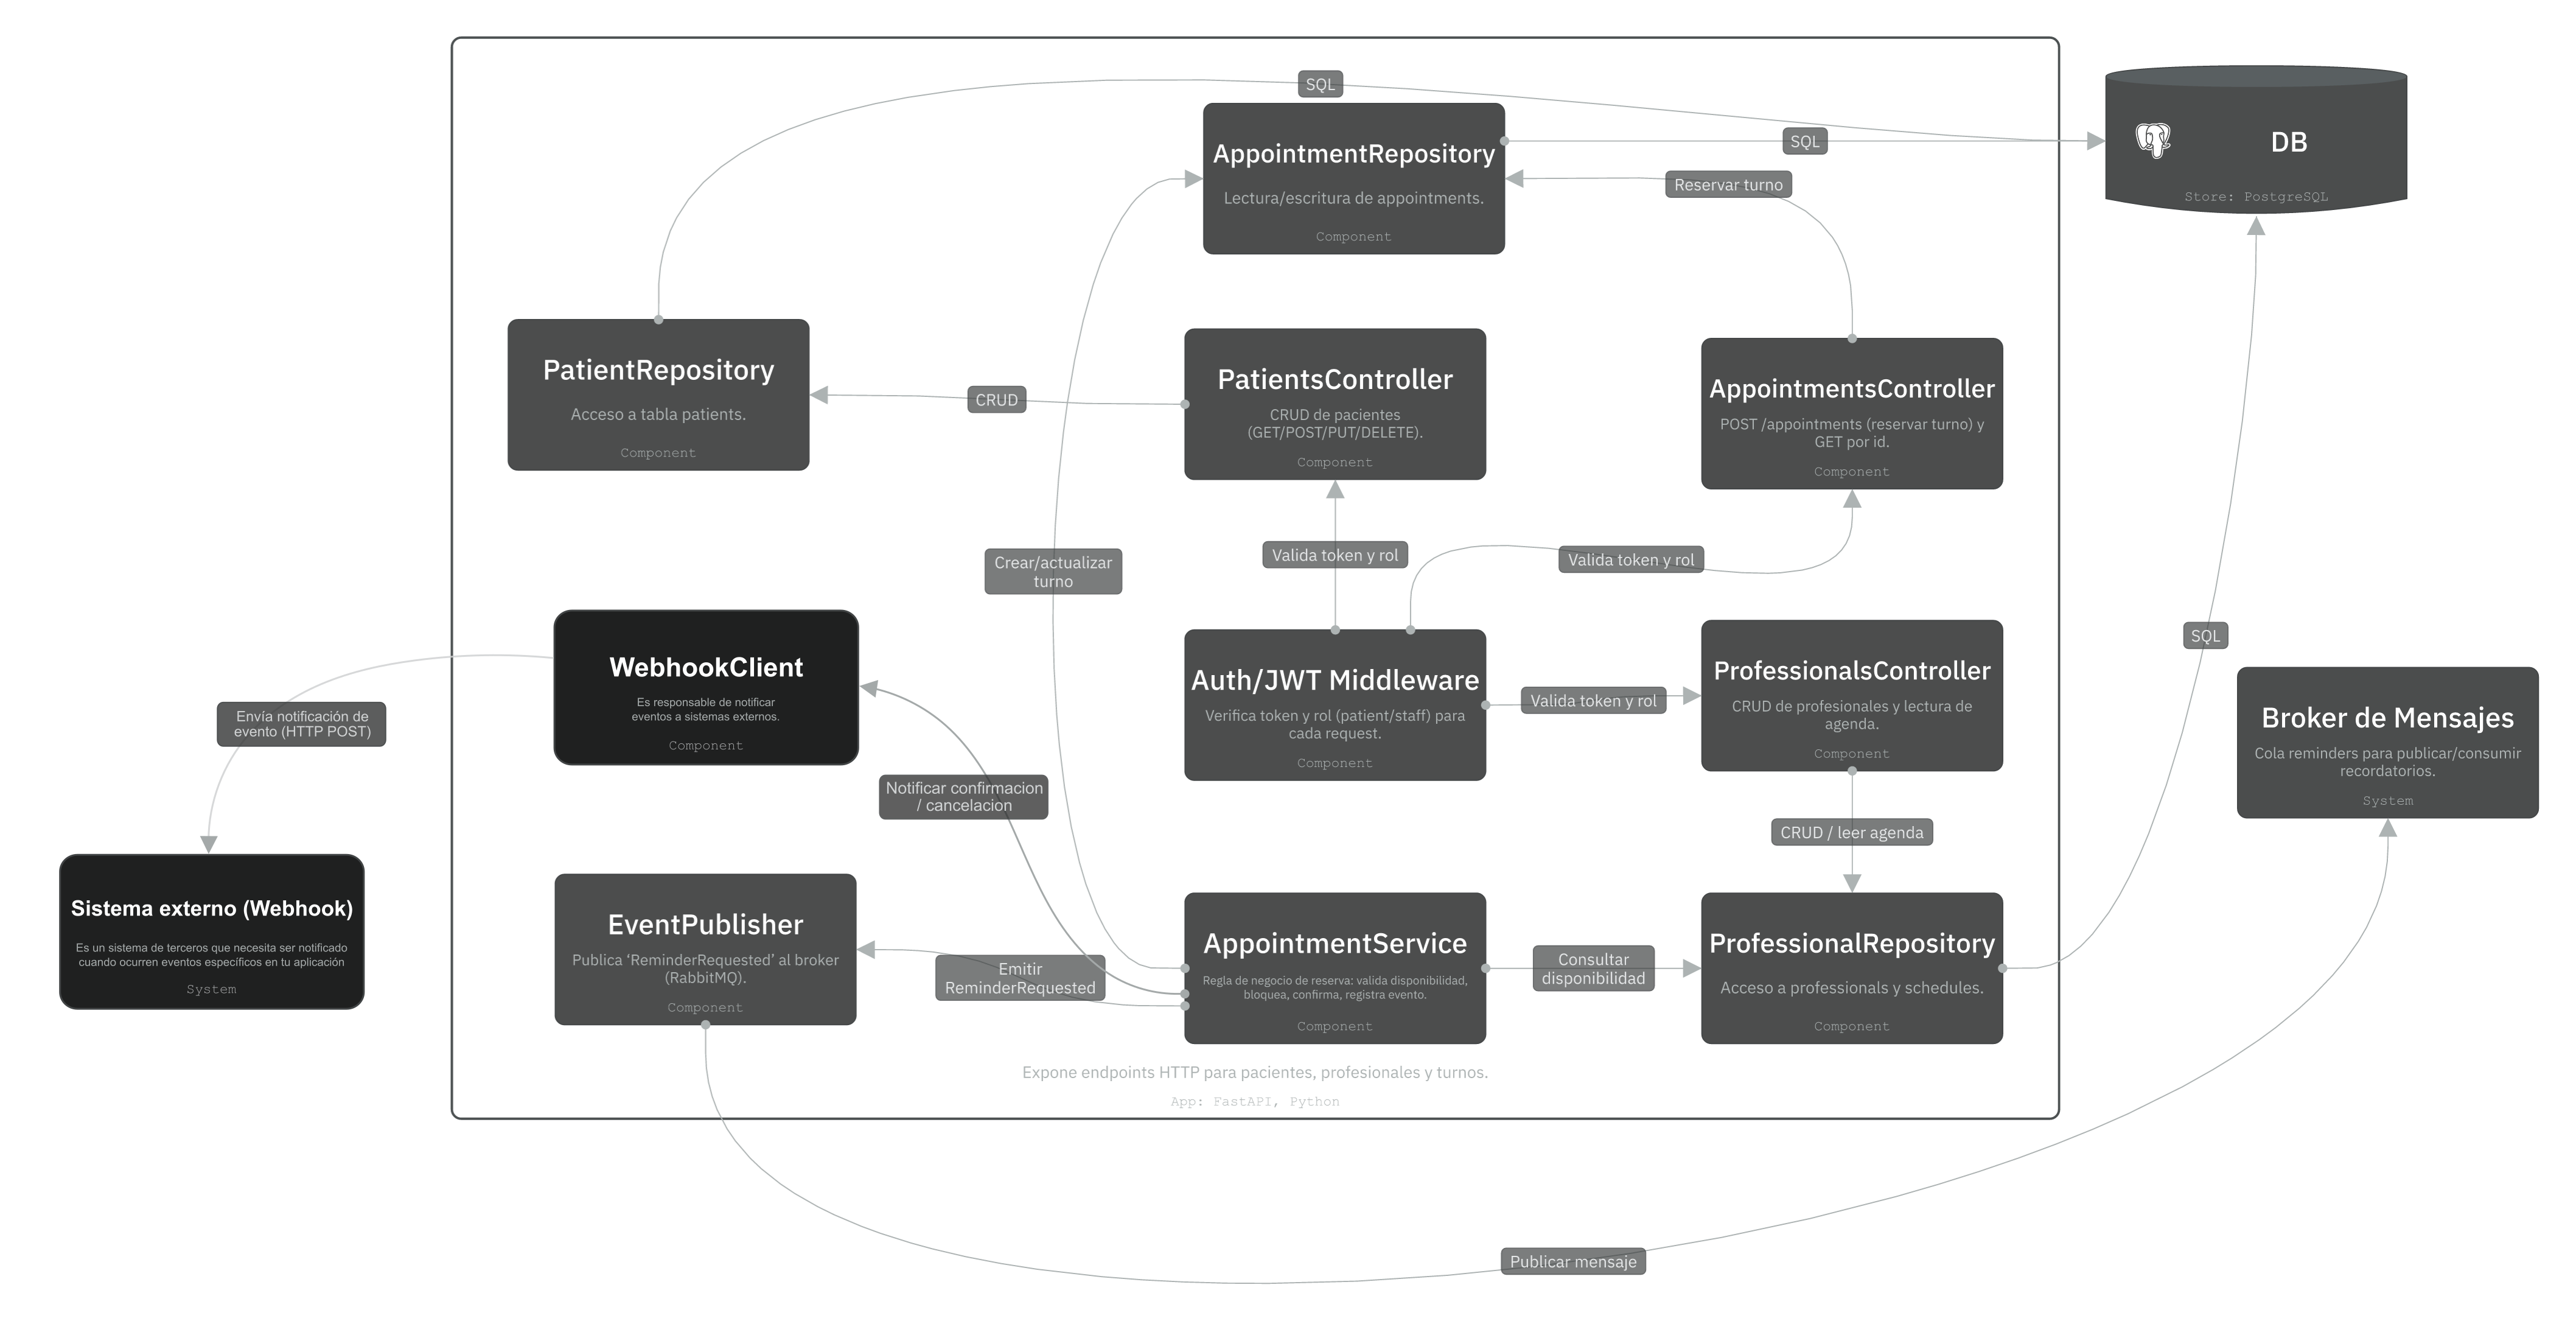 SQL
AppointmentRepository
Lectura/escritura de appointments.
Component
SQL
Reservar turno
DB
Store: PostgreSQL
PatientRepository
Acceso a tabla patients.
Component
CRUD
PatientsController
CRUD de pacientes
(GET/POST/PUT/DELETE).
Component
AppointmentsController
POST /appointments (reservar turno) y
GET por id.
Component
Crear/actualizar
turno
Valida token y rol
Valida token y rol
WebhookClient
Es responsable de notificar
eventos a sistemas externos.
Component
Auth/JWT Middleware
Verifica token y rol (patient/staff) para
cada request.
Component
Valida token y rol
ProfessionalsController
CRUD de profesionales y lectura de
agenda.
Component
SQL
Broker de Mensajes
Cola reminders para publicar/consumir
recordatorios.
System
Envía notificación de
evento (HTTP POST)
Notificar confirmacion
/ cancelacion
CRUD / leer agenda
Sistema externo (Webhook)
Es un sistema de terceros que necesita ser notificado
cuando ocurren eventos específicos en tu aplicación
System
EventPublisher
Publica ‘ReminderRequested’ al broker
(RabbitMQ).
Component
Emitir
ReminderRequested
AppointmentService
Regla de negocio de reserva: valida disponibilidad,
bloquea, confirma, registra evento.
Component
Consultar
disponibilidad
ProfessionalRepository
Acceso a professionals y schedules.
Component
Expone endpoints HTTP para pacientes, profesionales y turnos.
App: FastAPI, Python
Publicar mensaje